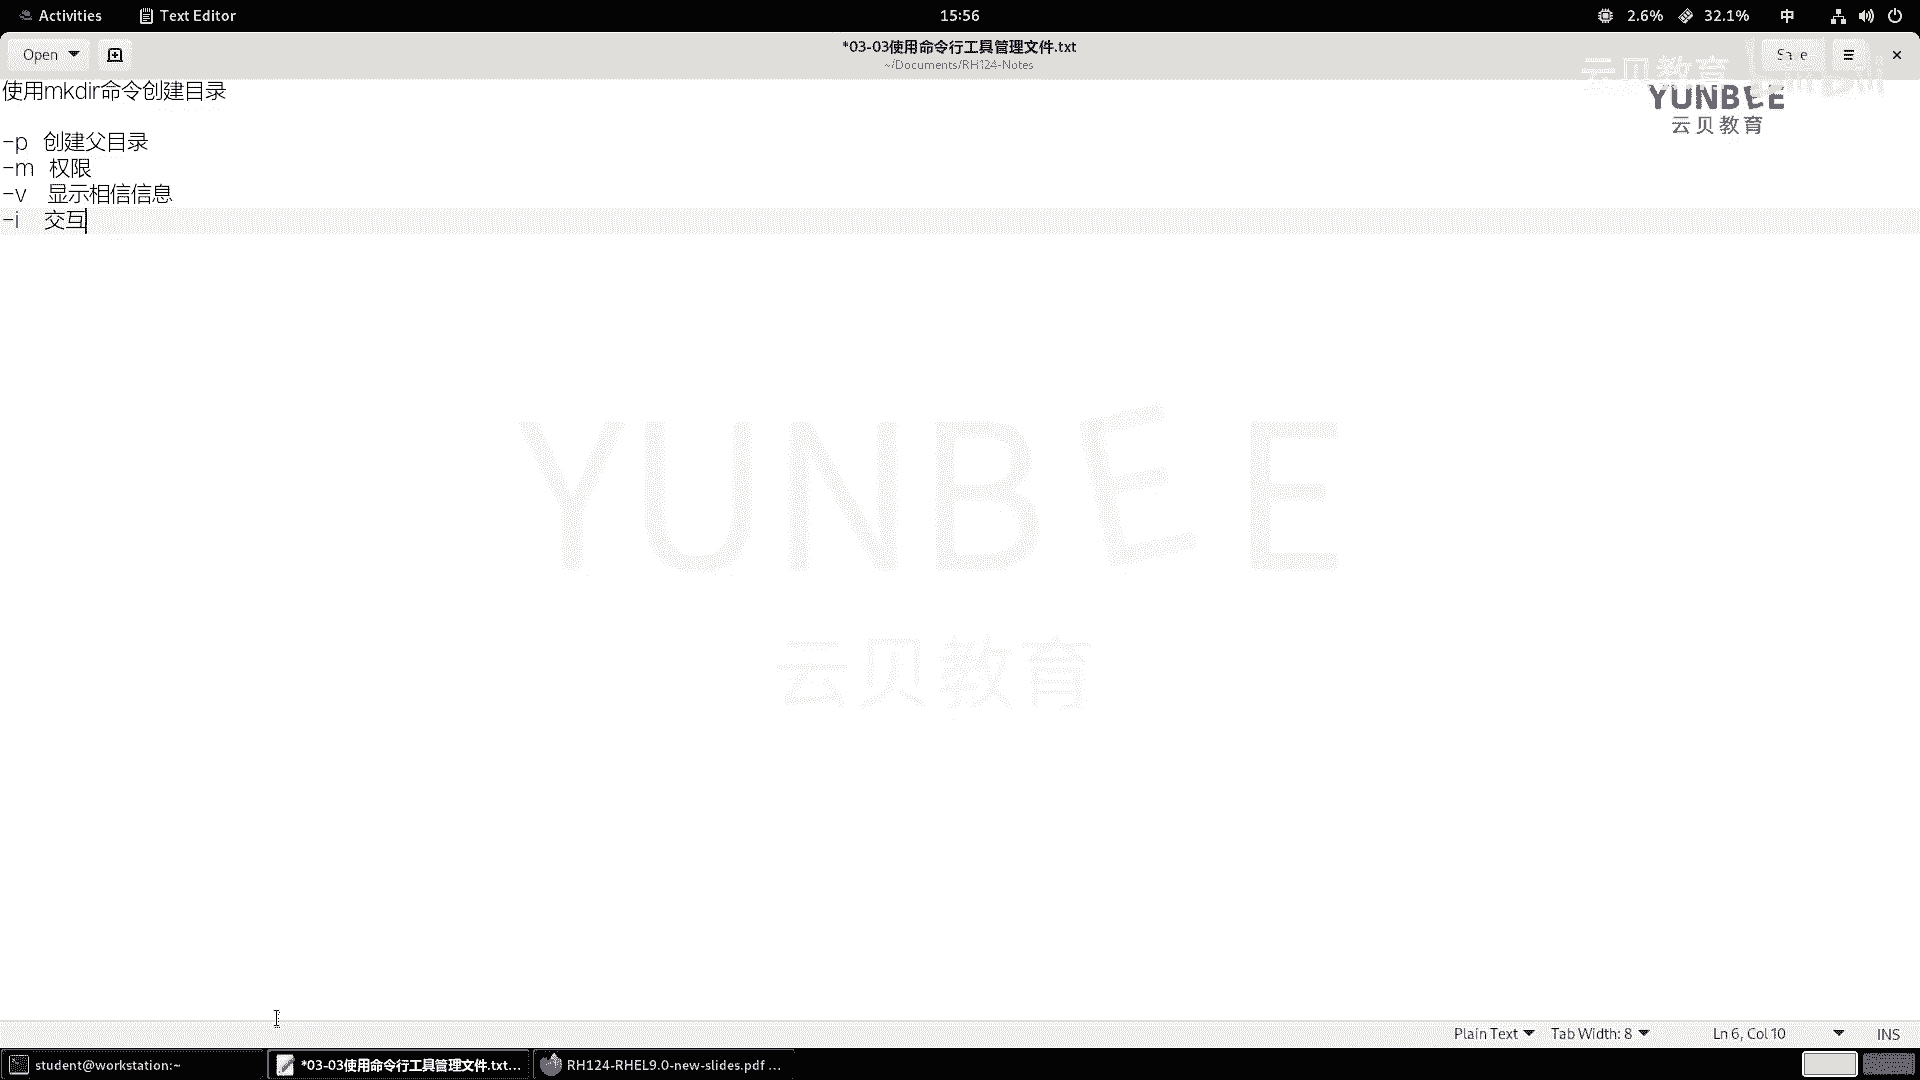 Activities
Text Editor
15:56
2.6%
32.1%
中
Open
*03-03使用命令行工具管理文件.txt
~/Documents/RH124-Notes
云贝教育
YUNBEE
云贝教育
使用mkdir命令创建目录
-p 创建父目录
-m 权限
-v 显示相信信息
-i 交互
YUNBEE
云贝教育
Plain Text
Tab Width: 8
Ln 6, Col 10
INS
student@workstation:~
*03-03使用命令行工具管理文件.txt...
RH124-RHEL9.0-new-slides.pdf ...